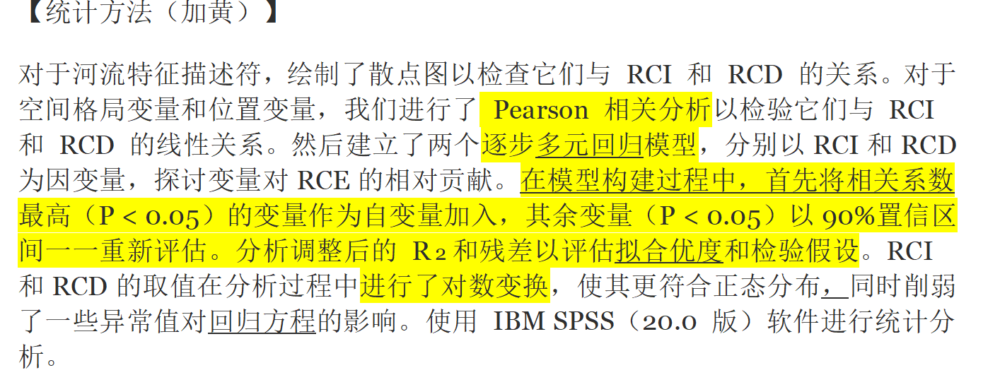 【统计方法（加黄）】
对于河流特征描述符，绘制了散点图以检查它们与 RCI 和 RCD 的关系。对于
空间格局变量和位置变量，我们进行了 Pearson 相关分析以检验它们与 RCI
和 RCD 的线性关系。然后建立了两个逐步多元回归模型，分别以 RCI 和 RCD
为因变量，探讨变量对 RCE 的相对贡献。在模型构建过程中，首先将相关系数
最高（P < 0.05）的变量作为自变量加入，其余变量（P < 0.05）以 90%置信区
间一一重新评估。分析调整后的 R 2 和残差以评估拟合优度和检验假设。RCI
和 RCD 的取值在分析过程中进行了对数变换，使其更符合正态分布，同时削弱
了一些异常值对回归方程的影响。使用 IBM SPSS（20.0 版）软件进行统计分
析。